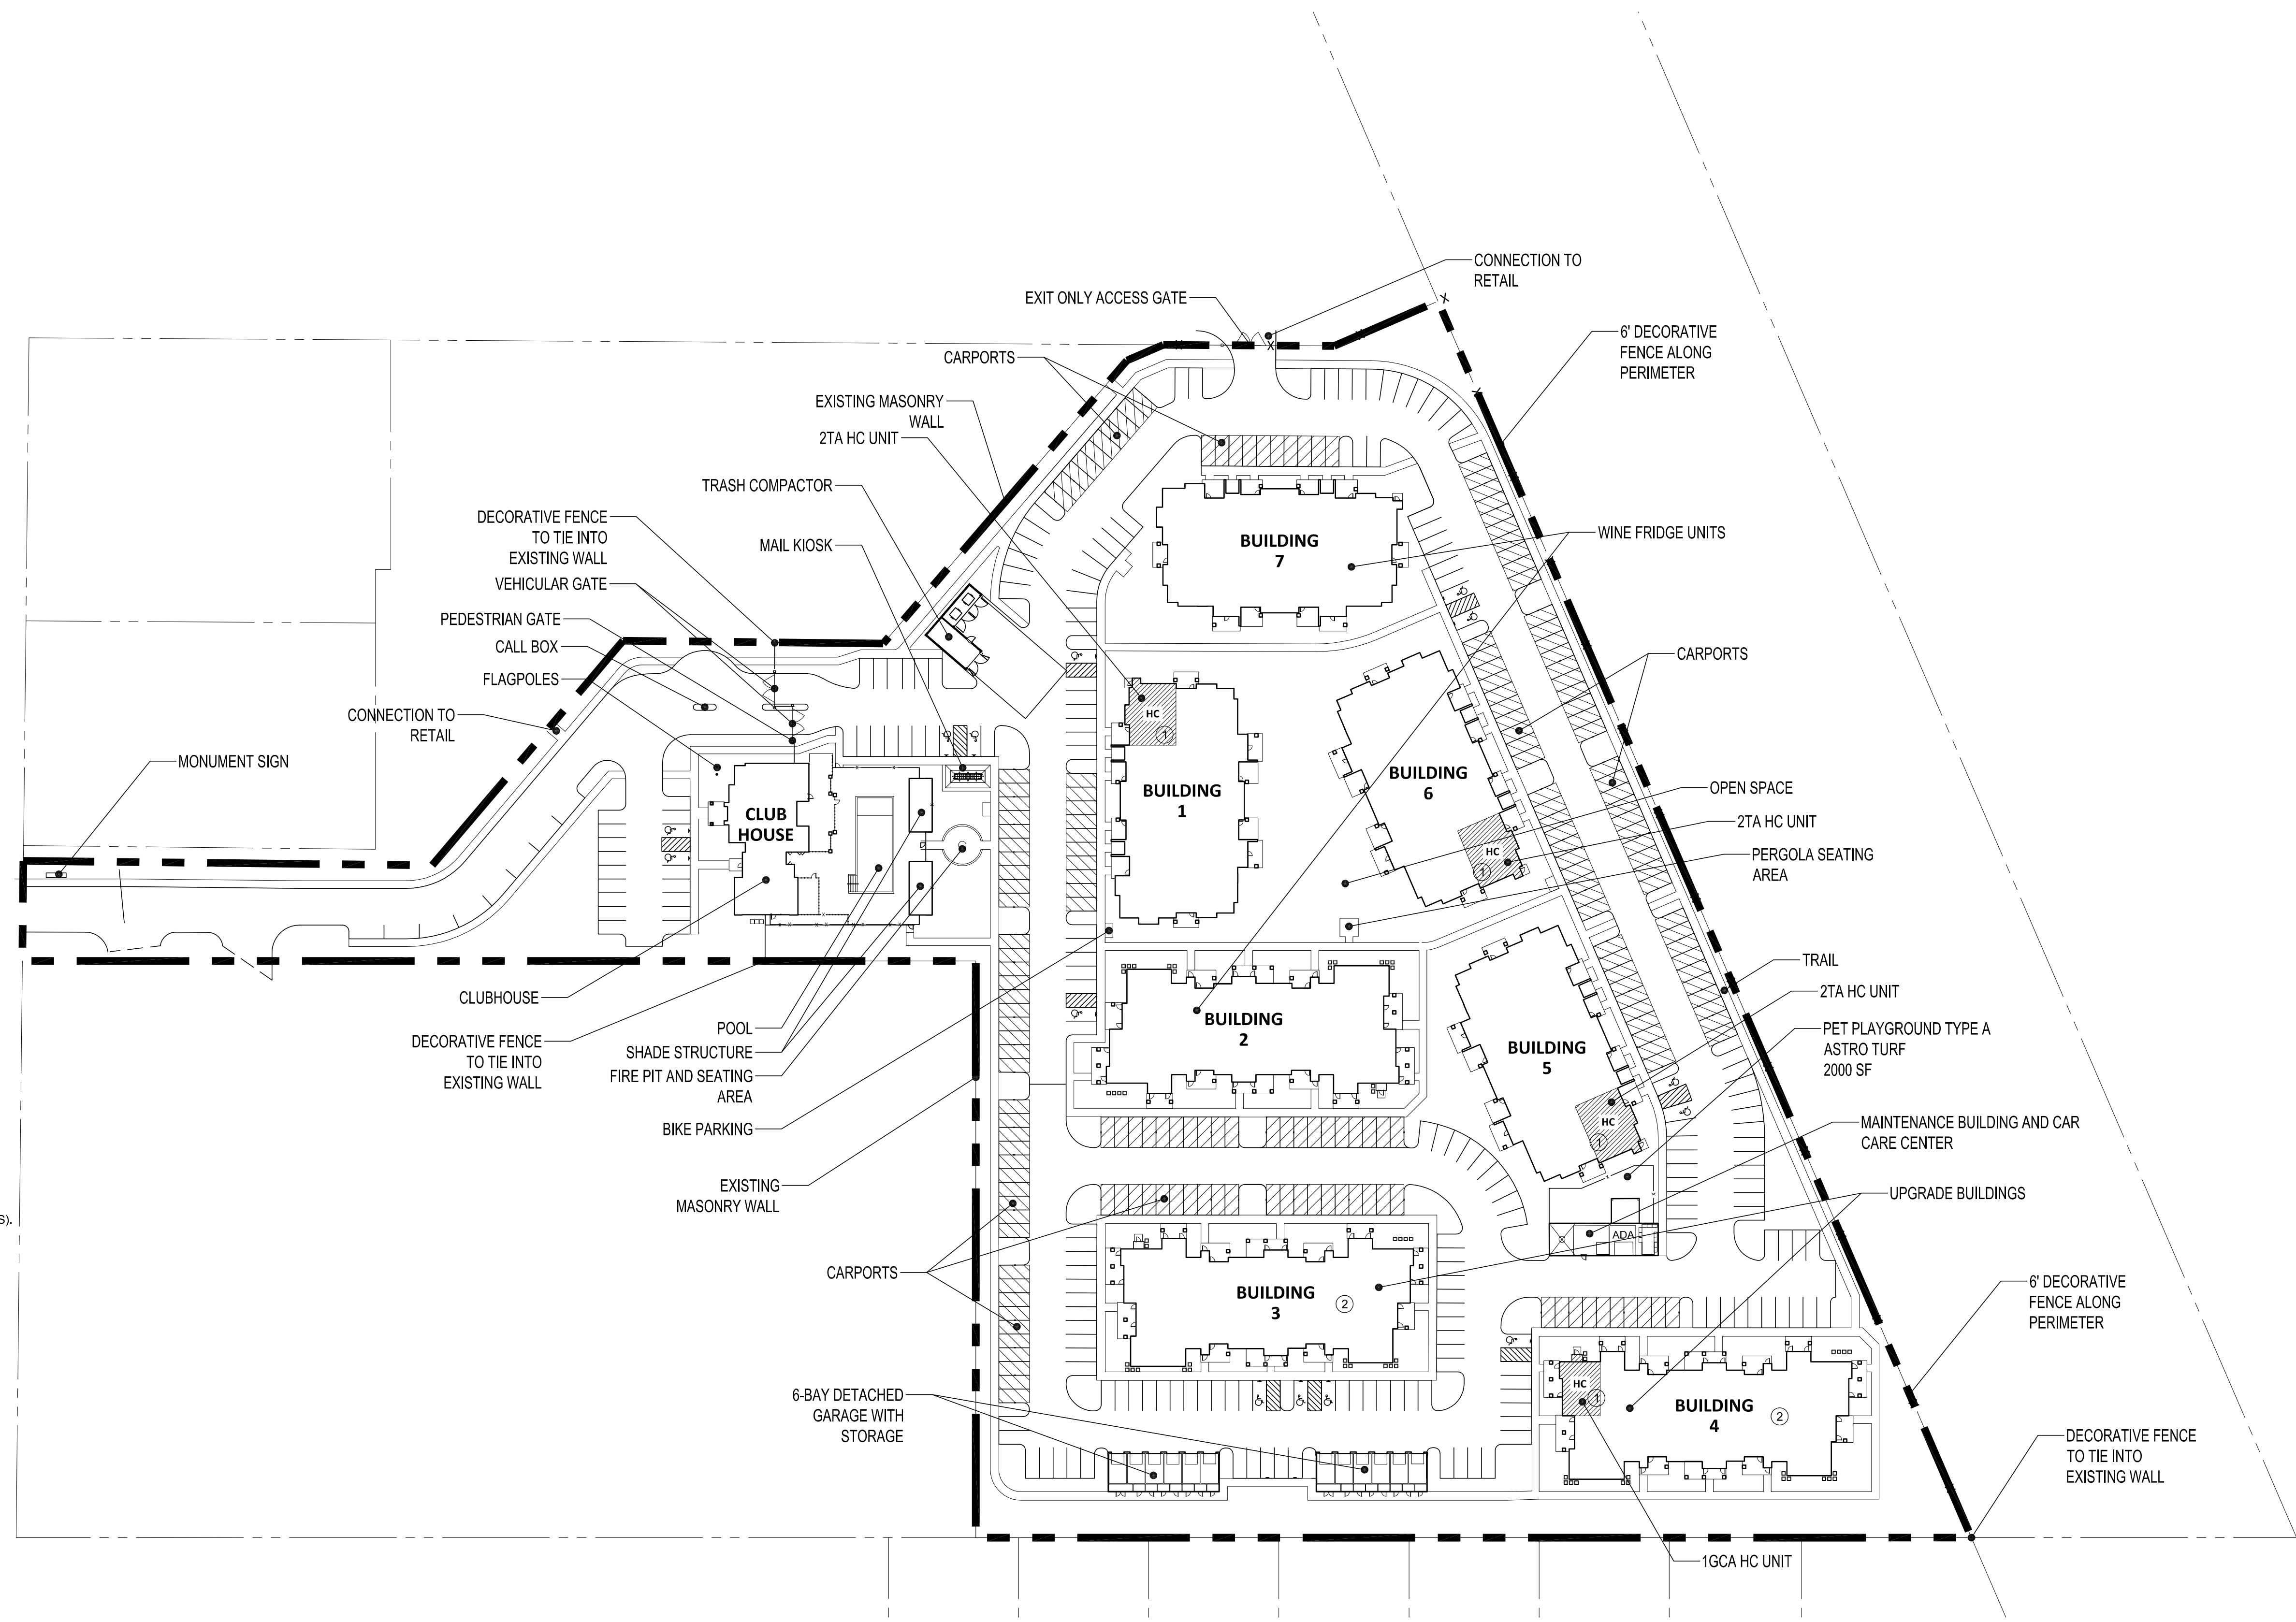 CONNECTION TO
RETAIL
EXIT ONLY ACCESS GATE
6' DECORATIVE
FENCE ALONG
PERIMETER
CARPORTS
EXISTING MASONRY
WALL
2TA HC UNIT
TRASH COMPACTOR
DECORATIVE FENCE
TO TIE INTO
EXISTING WALL
MAIL KIOSK
VEHICULAR GATE
PEDESTRIAN GATE
CALL BOX
FLAGPOLES
CONNECTION TO
RETAIL
MONUMENT SIGN
WINE FRIDGE UNITS
BUILDING
7
CARPORTS
HC
1
BUILDING
1
BUILDING
6
HC
1
CLUB
HOUSE
OPEN SPACE
2TA HC UNIT
PERGOLA SEATING
AREA
TRAIL
2TA HC UNIT
PET PLAYGROUND TYPE A
ASTRO TURF
2000 SF
CLUBHOUSE
DECORATIVE FENCE
TO TIE INTO
EXISTING WALL
POOL
SHADE STRUCTURE
FIRE PIT AND SEATING
AREA
BIKE PARKING
BUILDING
2
BUILDING
5
HC
1
MAINTENANCE BUILDING AND CAR
CARE CENTER
UPGRADE BUILDINGS
EXISTING
MASONRY WALL
S).
ADA
CARPORTS
BUILDING
3
2
6' DECORATIVE
FENCE ALONG
PERIMETER
6-BAY DETACHED
GARAGE WITH
STORAGE
HC
1
BUILDING
4
2
DECORATIVE FENCE
TO TIE INTO
EXISTING WALL
1GCA HC UNIT